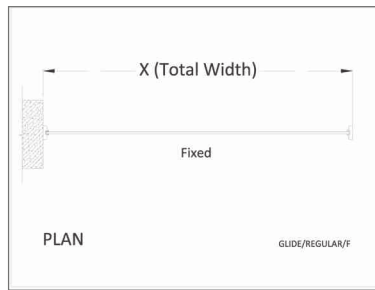 X (Total Width)
Fixed
PLAN
GLIDE/REGULAR/F